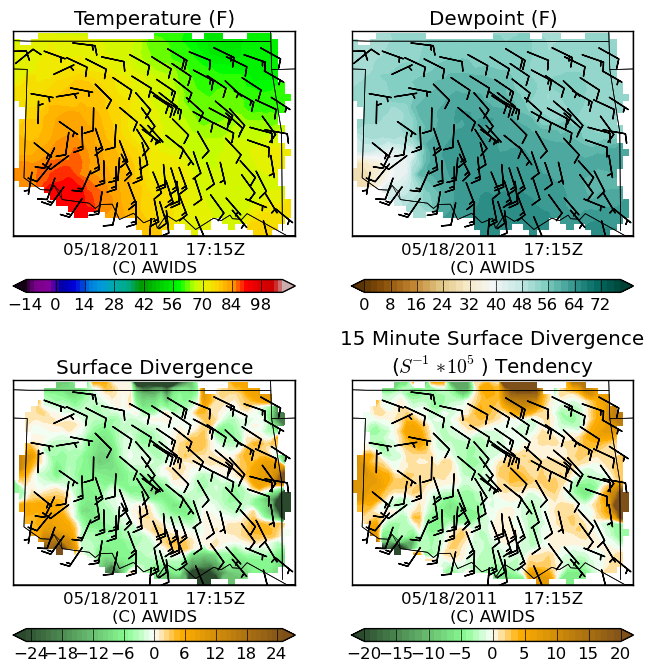 Temperature (F)
Dewpoint (F)
05/18/2011 17:15Z
(C) AWIDS
05/18/2011 17:15Z
(C) AWIDS
−14 0 14 28 42 56 70 84 98
0 8 16 24 32 40 48 56 64 72
Surface Divergence
15 Minute Surface Divergence
(S⁻¹ *10⁵ ) Tendency
05/18/2011 17:15Z
(C) AWIDS
05/18/2011 17:15Z
(C) AWIDS
−24 −18 −12 −6 0 6 12 18 24
−20 −15 −10 −5 0 5 10 15 20